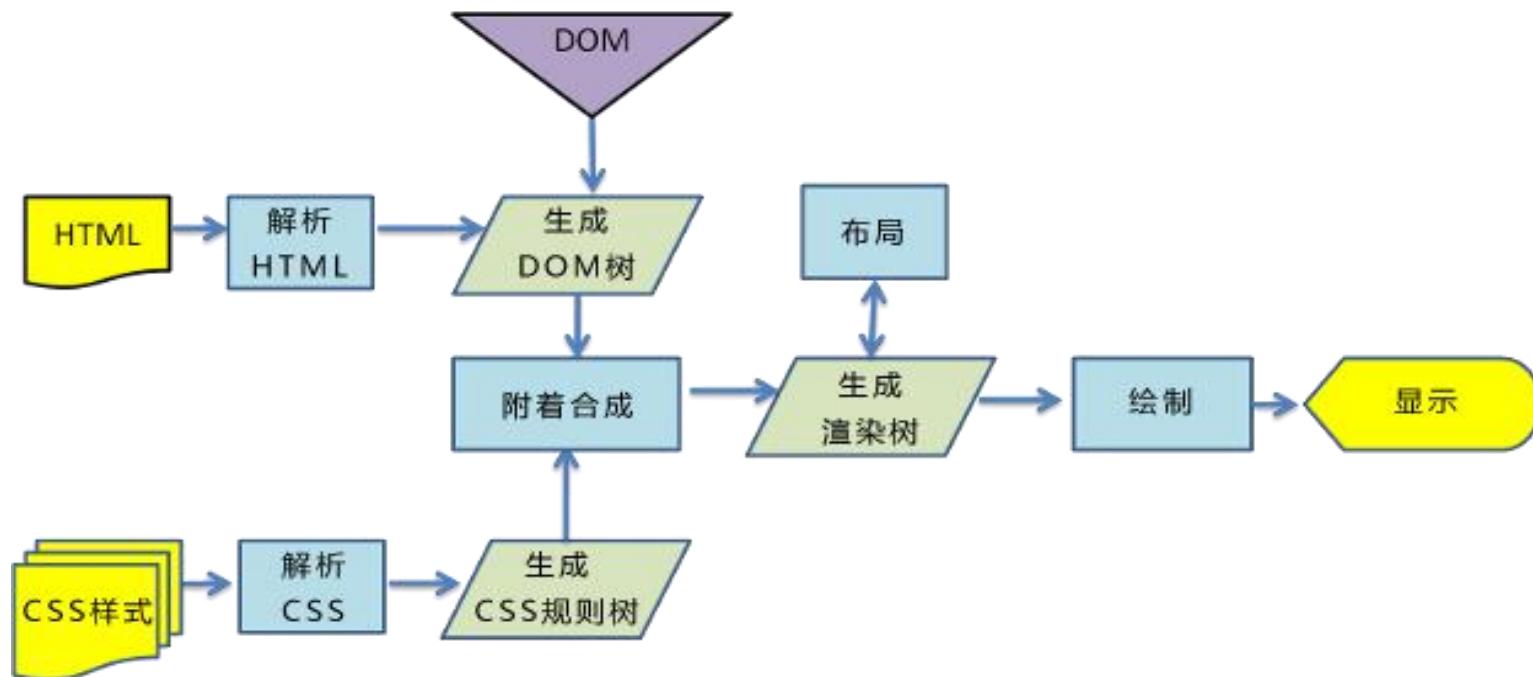 DOM
HTML
解析
HTML
生成
DOM树
布局
附着合成
生成
渲染树
绘制
显示
CSS样式
解析
CSS
生成
CSS规则树